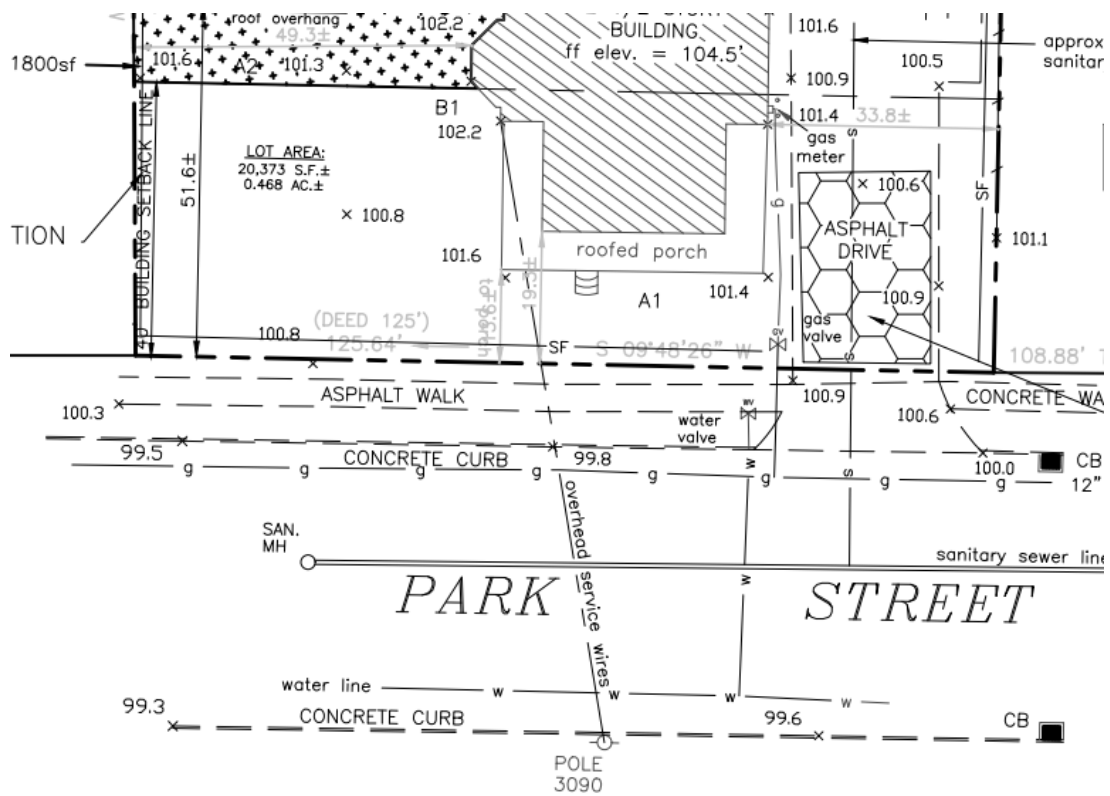 roof overhang
102.2
BUILDING
ff elev. = 104.5'
101.6
approx
sanitar
49.3±
1800sf
101.6
A2
101.3
100.5
100.9
B1
102.2
101.4
33.8±
gas
meter
LOT AREA:
20,373 S.F.±
0.468 AC.±
40' BUILDING SETBACK LINE
51.6±
s
g
SF
100.6
100.8
TION
ASPHALT
DRIVE
101.1
101.6
roofed porch
19.3±
to porch
A1
101.4
100.9
gas
valve
GV
s
(DEED 125')
125.64'
100.8
SF
S 09°48'26" W
108.88' T
ASPHALT WALK
100.9
100.6
CONCRETE WA
100.3
WV
water
valve
99.5
CONCRETE CURB
99.8
w
s
100.0
CB
12"
g g g g g g g g
SAN.
MH
overhead service wires
sanitary sewer line
PARK STREET
w
water line
w w w w
99.3
CONCRETE CURB
99.6
CB
POLE
3090